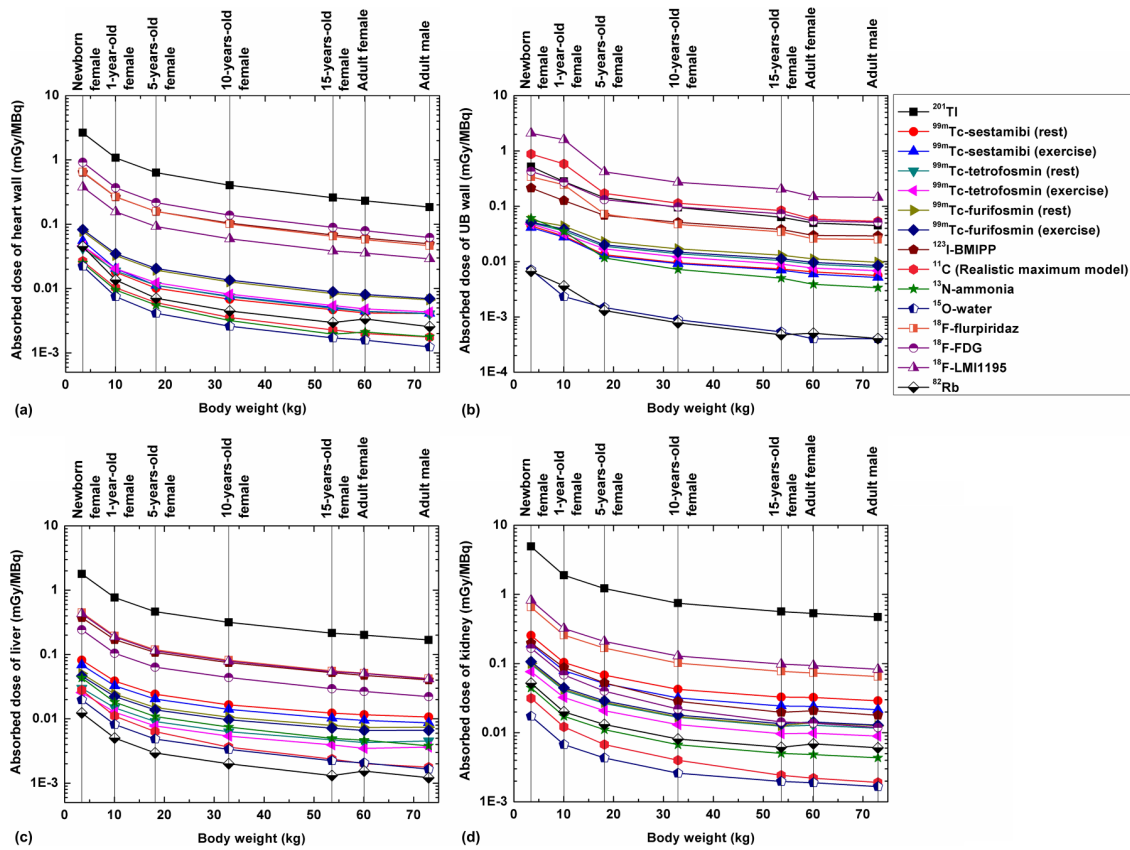 (a)
Newborn
female
1-year-old
female
5-years-old
female
10-years-old
female
15-years-old
female
Adult female
Adult male
Absorbed dose of heart wall (mGy/MBq)
10
1
0.1
0.01
1E-3
0 10 20 30 40 50 60 70
Body weight (kg)
(b)
Newborn
female
1-year-old
female
5-years-old
female
10-years-old
female
15-years-old
female
Adult female
Adult male
Absorbed dose of UB wall (mGy/MBq)
10
1
0.1
0.01
1E-3
1E-4
0 10 20 30 40 50 60 70
Body weight (kg)
²⁰¹Tl
⁹⁹ᵐTc-sestamibi (rest)
⁹⁹ᵐTc-sestamibi (exercise)
⁹⁹ᵐTc-tetrofosmin (rest)
⁹⁹ᵐTc-tetrofosmin (exercise)
⁹⁹ᵐTc-furifosmin (rest)
⁹⁹ᵐTc-furifosmin (exercise)
¹²³I-BMIPP
¹¹C (Realistic maximum model)
¹³N-ammonia
¹⁵O-water
¹⁸F-flurpiridaz
¹⁸F-FDG
¹⁸F-LMI1195
⁸²Rb
(c)
Newborn
female
1-year-old
female
5-years-old
female
10-years-old
female
15-years-old
female
Adult female
Adult male
Absorbed dose of liver (mGy/MBq)
10
1
0.1
0.01
1E-3
0 10 20 30 40 50 60 70
Body weight (kg)
(d)
Newborn
female
1-year-old
female
5-years-old
female
10-years-old
female
15-years-old
female
Adult female
Adult male
Absorbed dose of kidney (mGy/MBq)
10
1
0.1
0.01
1E-3
0 10 20 30 40 50 60 70
Body weight (kg)